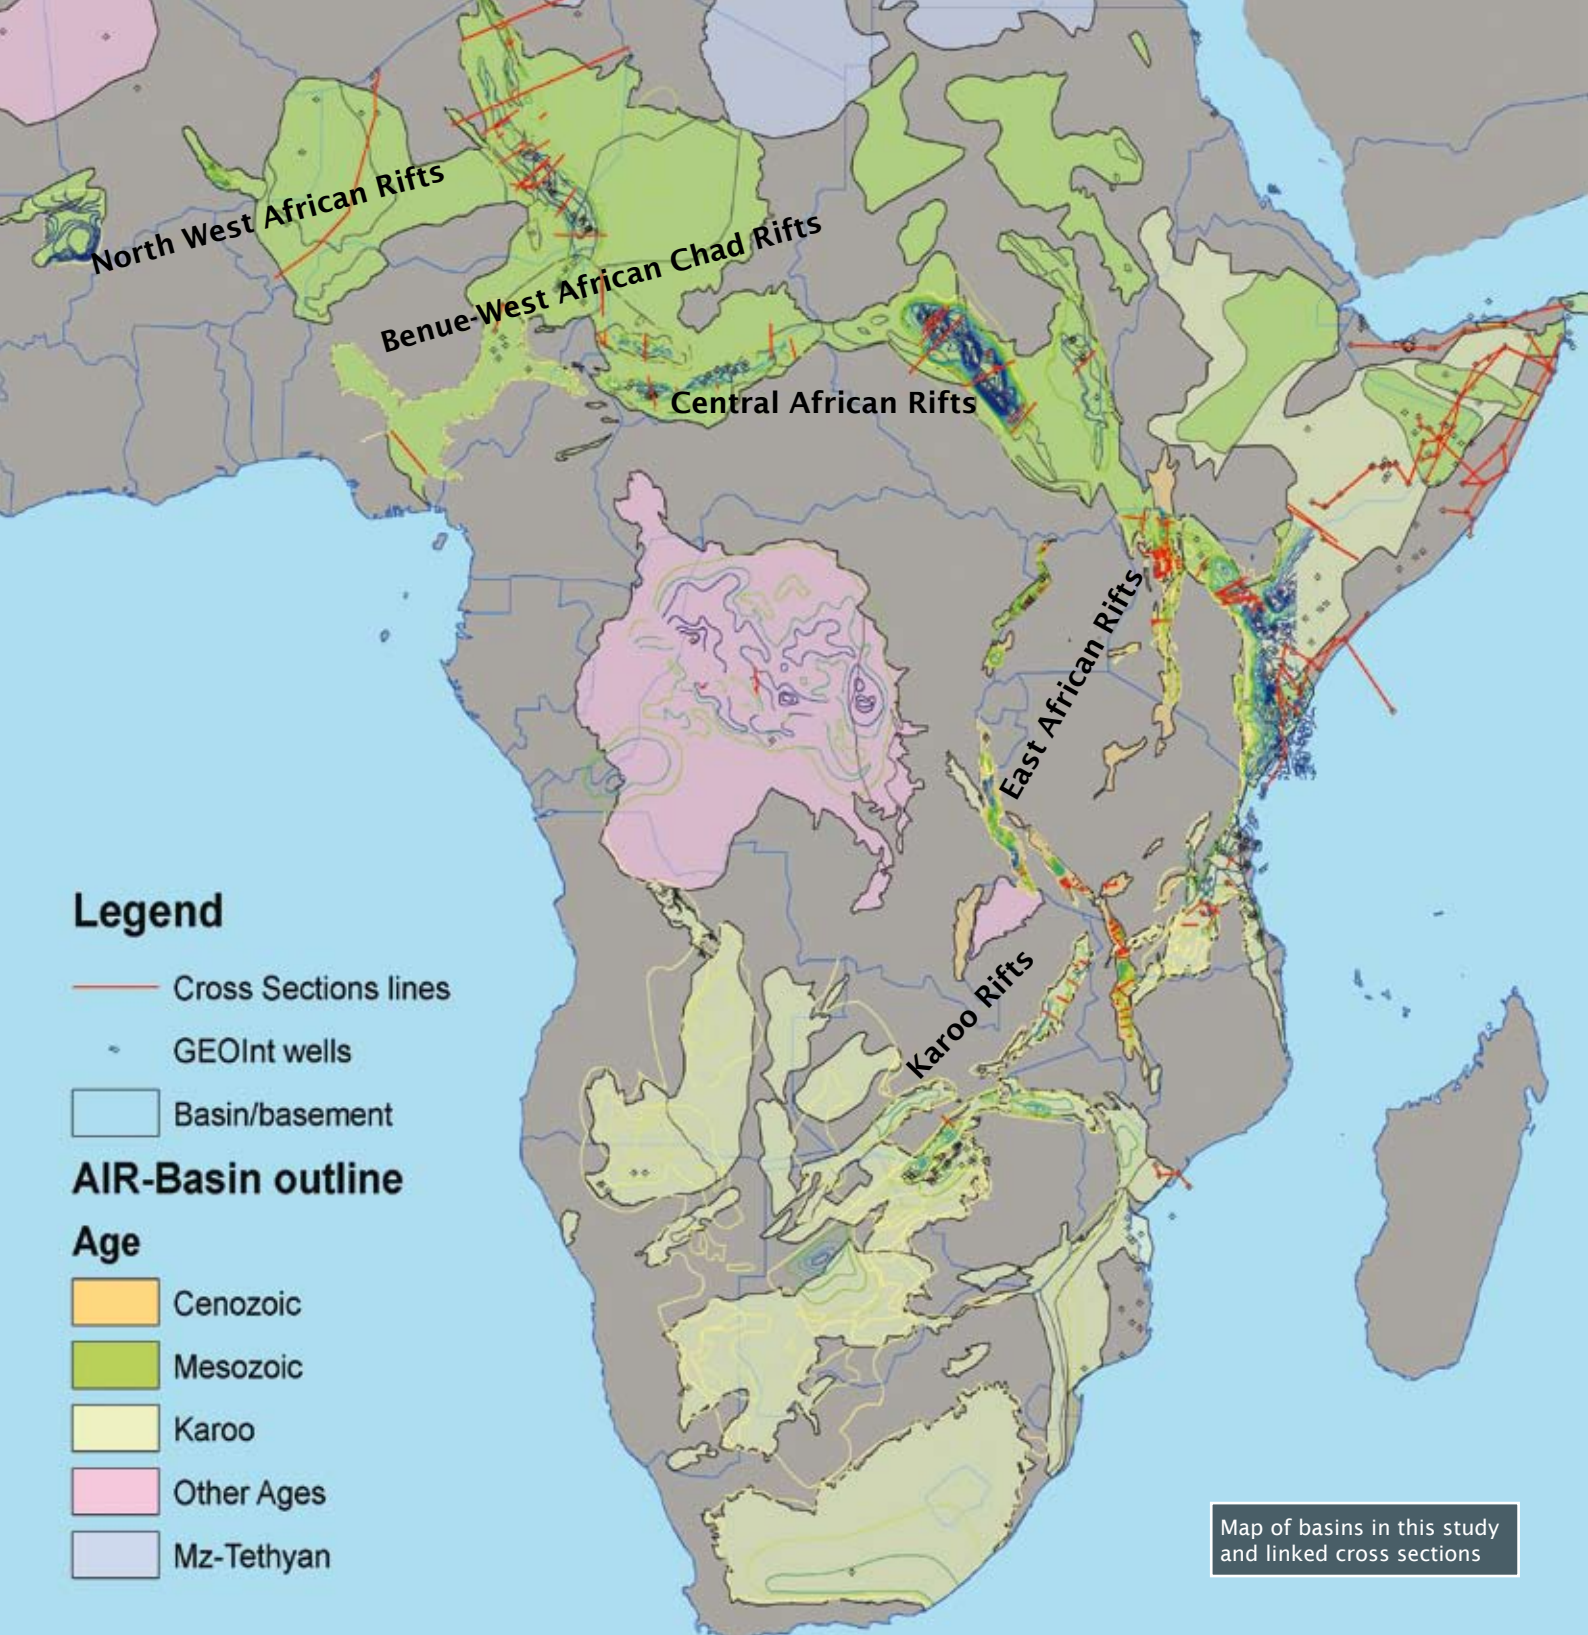 North West African Rifts
Benue-West African Chad Rifts
Central African Rifts
East African Rifts
Karoo Rifts
Legend
Cross Sections lines
GEOInt wells
Basin/basement
AIR-Basin outline
Age
Cenozoic
Mesozoic
Karoo
Other Ages
Mz-Tethyan
Map of basins in this study
and linked cross sections